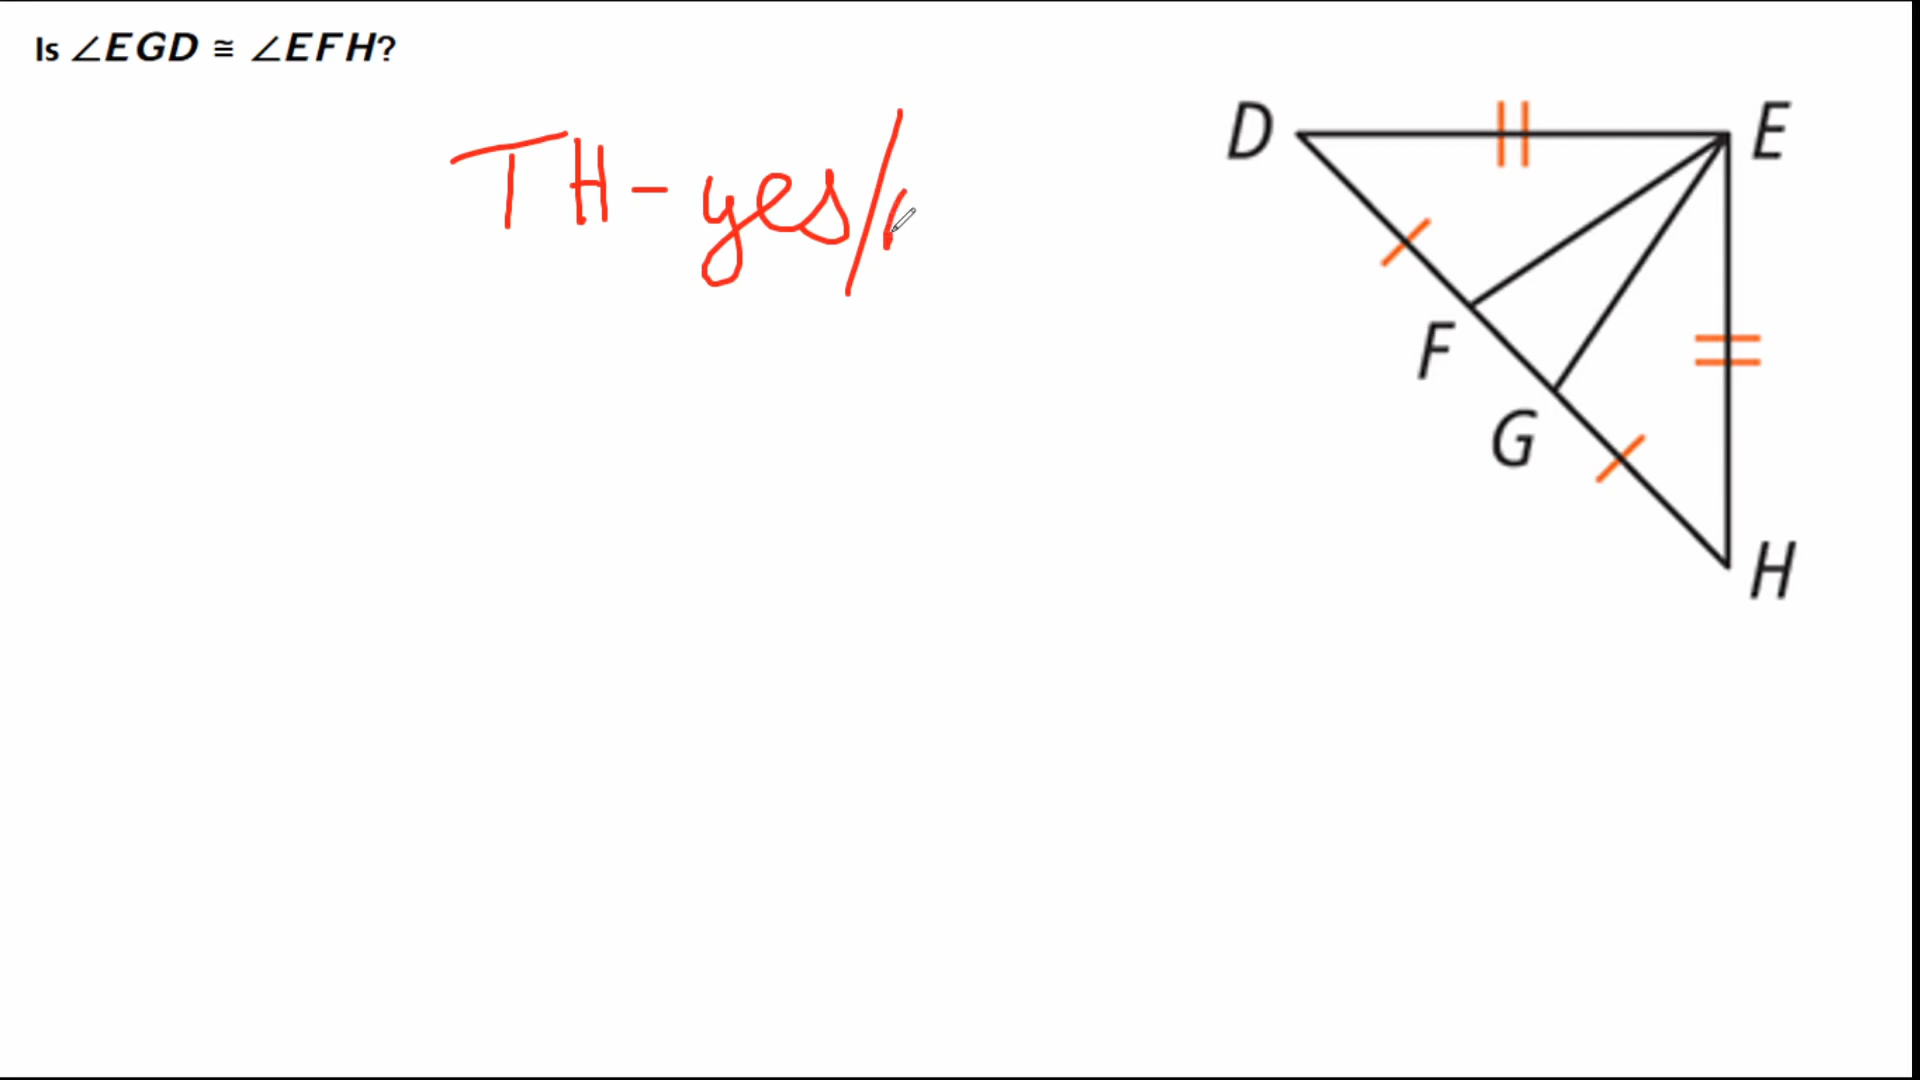 Is ∠EGD ≅ ∠EFH?
TH - yes/
D
E
F
G
H